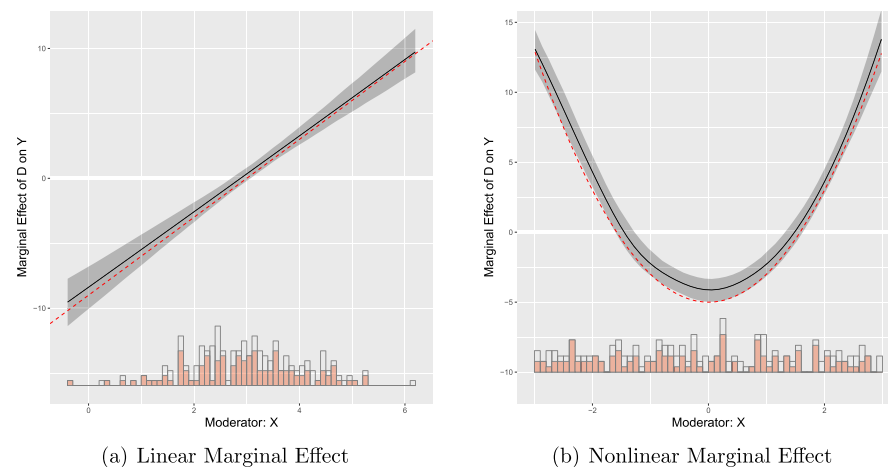 10
0
−10
Marginal Effect of D on Y
0
2
4
6
Moderator: X
(a) Linear Marginal Effect
15
10
5
0
−5
−10
Marginal Effect of D on Y
−2
0
2
Moderator: X
(b) Nonlinear Marginal Effect